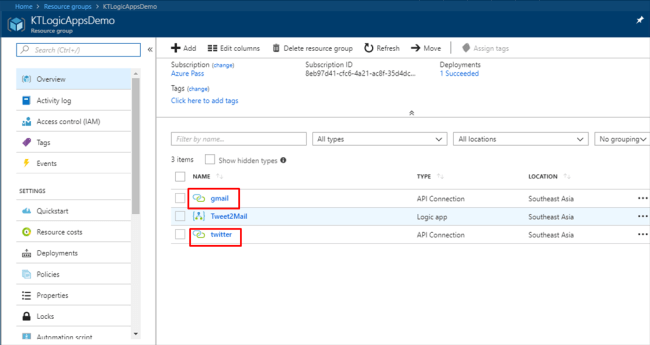 Home > Resource groups > KTLogicAppsDemo
KTLogicAppsDemo
Resource group
Search (Ctrl+/)
Overview
Activity log
Access control (IAM)
Tags
Events
SETTINGS
Quickstart
Resource costs
Deployments
Policies
Properties
Locks
Automation script
Add Edit columns Delete resource group Refresh Move Assign tags
Subscription (change) Subscription ID Deployments
Azure Pass 8eb97d41-cfc6-4a21-ac8f-35d4dc... 1 Succeeded
Tags (change)
Click here to add tags
Filter by name... All types All locations No grouping
3 items Show hidden types
NAME TYPE LOCATION
gmail API Connection Southeast Asia
Tweet2Mail Logic app Southeast Asia
twitter API Connection Southeast Asia